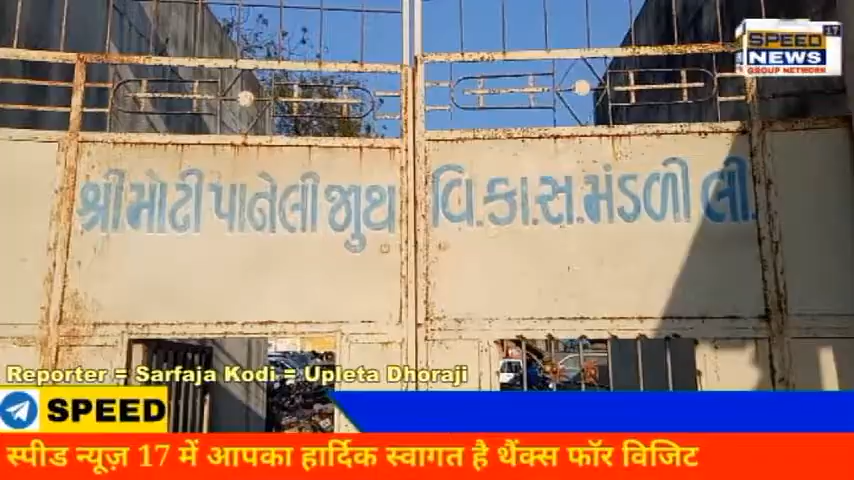 SPEED 17
NEWS
GROUP NETWORK
શ્રી મોટી પાનેલી જુથ વિ.કા.સ.મંડળી લી.
Reporter = Sarfaja Kodi = Upleta Dhoraji
SPEED
स्पीड न्यूज़ 17 में आपका हार्दिक स्वागत है थैंक्स फॉर विजिट